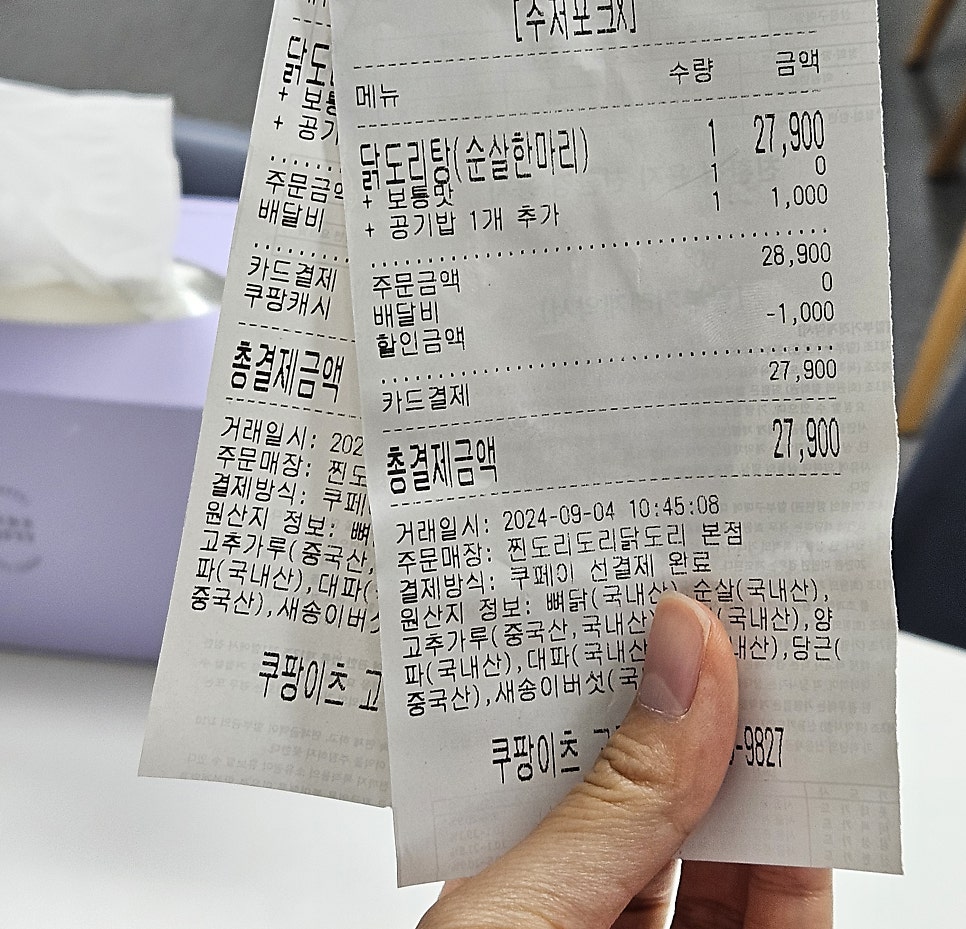 [수저포크X]
메뉴 수량 금액
닭도리탕(순살한마리) 1 27,900
+ 보통맛 1 0
+ 공기밥 1개 추가 1 1,000
주문금액 28,900
배달비 0
할인금액 -1,000
카드결제 27,900
총결제금액 27,900
거래일시: 2024-09-04 10:45:08
주문매장: 찐도리도리닭도리 본점
결제방식: 쿠페이 선결제 완료
원산지 정보: 뼈닭(국내산),순살(국내산),
고추가루(중국산,국내산) (국내산),양
파(국내산),대파(국내산 내산),당근(
중국산),새송이버섯(국
쿠팡이츠 -9827
닭도
+ 보통
+ 공기
주문금액
배달비
카드결제
쿠팡캐시
총결제금액
거래일시: 202
주문매장: 찐도
결제방식: 쿠페
원산지 정보: 뼈
고추가루(중국산,
파(국내산),대파(
중국산),새송이버섯
쿠팡이츠 고